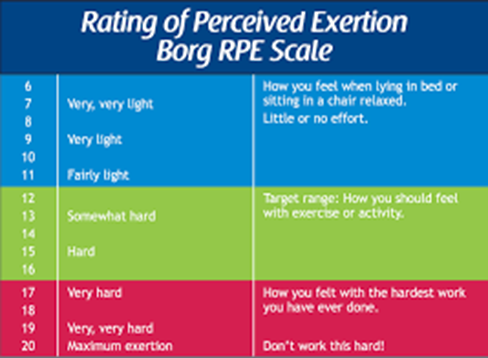 Rating of Perceived Exertion
Borg RPE Scale
6 How you feel when lying in bed or
7 Very, very light sitting in a chair relaxed.
8 Little or no effort.
9 Very light
10
11 Fairly light
12 Target range: How you should feel
13 Somewhat hard with exercise or activity.
14
15 Hard
16
17 Very hard How you felt with the hardest work
18 you have ever done.
19 Very, very hard
20 Maximum exertion Don't work this hard!